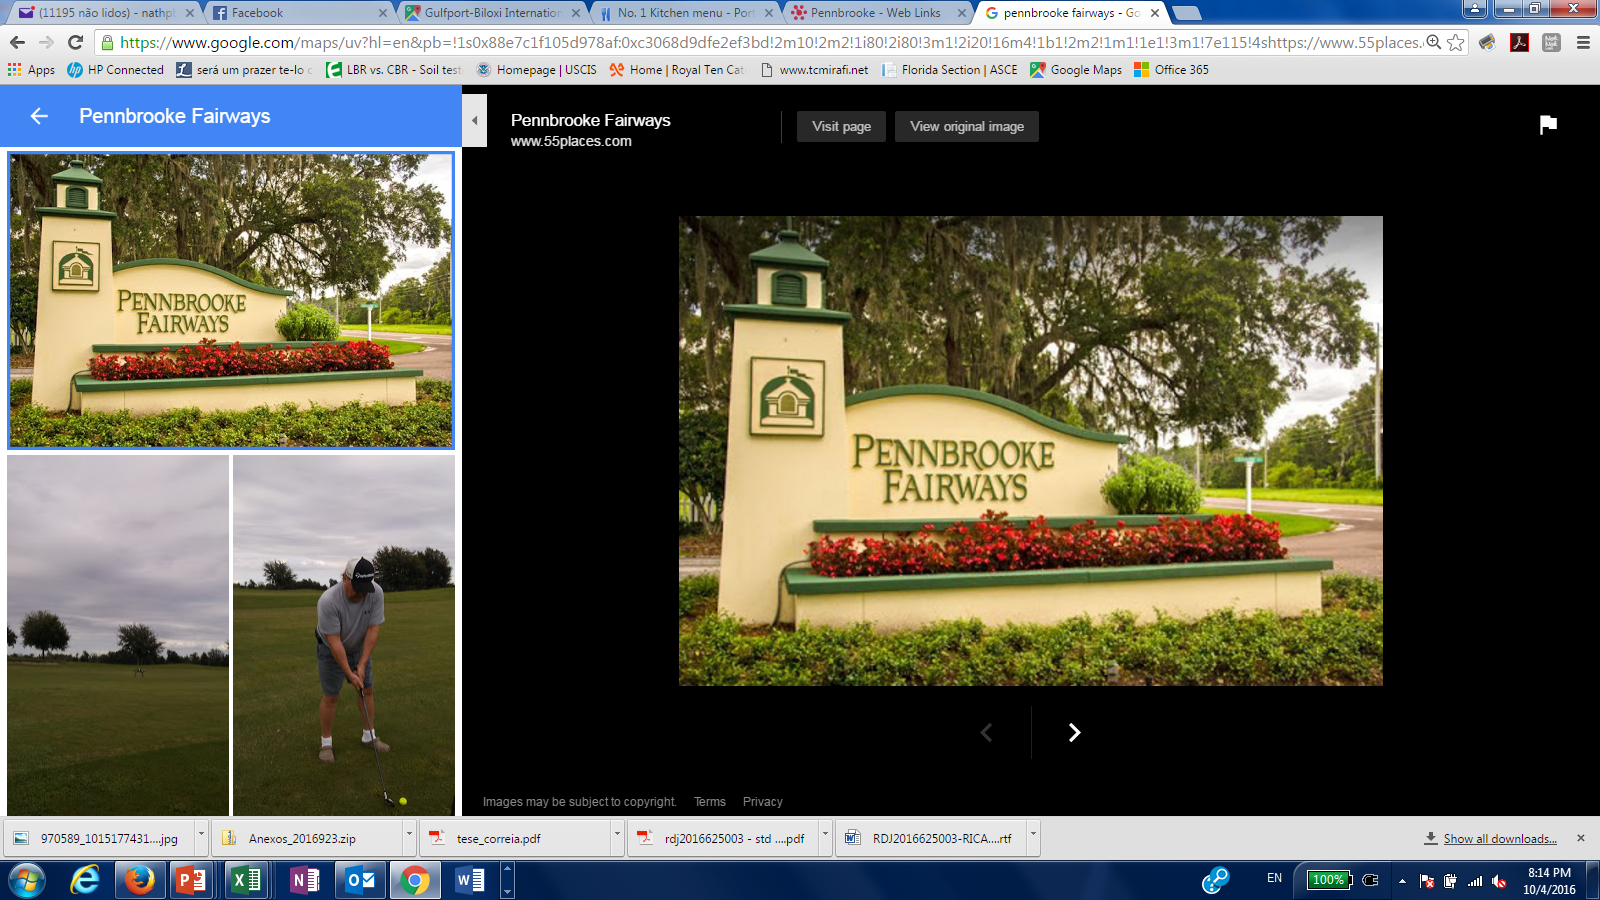 (11195 não lidos) - nathp
Facebook
Gulfport-Biloxi Internation
No. 1 Kitchen menu - Port
Pennbrooke - Web Links
pennbrooke fairways - Go
https://www.google.com/maps/uv?hl=en&pb=!1s0x88e7c1f105d978af:0xc3068d9dfe2ef3bd!2m10!2m2!1i80!2i80!3m1!2i20!16m4!1b1!2m2!1m1!1e1!3m1!7e115!4shttps://www.55places.
Apps
HP Connected
será um prazer te-lo c
LBR vs. CBR - Soil test
Homepage | USCIS
Home | Royal Ten Cat
www.tcmirafi.net
Florida Section | ASCE
Google Maps
Office 365
Pennbrooke Fairways
Pennbrooke Fairways
www.55places.com
Visit page
View original image
PENNBROOKE
FAIRWAYS
PENNBROOKE
FAIRWAYS
Images may be subject to copyright.
Terms
Privacy
970589_1015177431....jpg
Anexos_2016923.zip
tese_correia.pdf
rdj2016625003 - std ....pdf
RDJ2016625003-RICA....rtf
Show all downloads...
EN
100%
8:14 PM
10/4/2016